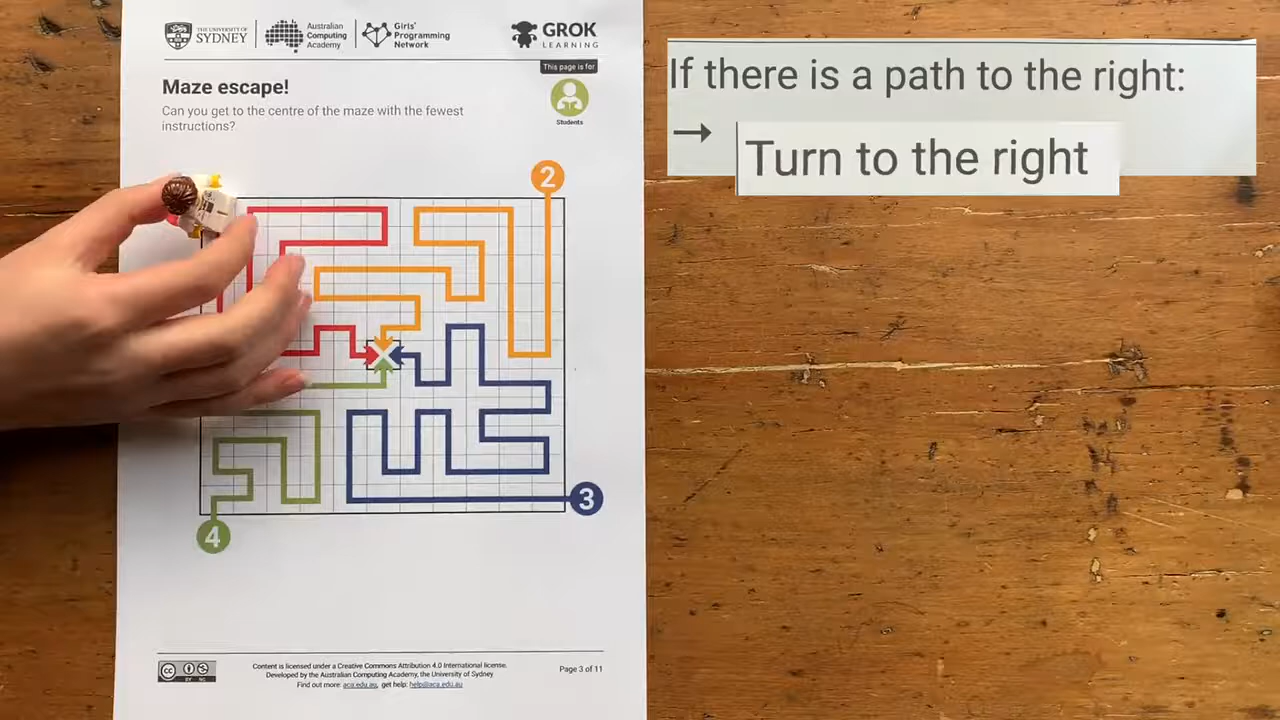 THE UNIVERSITY OF
SYDNEY
Australian
Computing
Academy
Girls'
Programming
Network
GROK
LEARNING
This page is for
Students
Maze escape!
Can you get to the centre of the maze with the fewest
instructions?
2
3
4
Content is licensed under a Creative Commons Attribution 4.0 International license.
Developed by the Australian Computing Academy, the University of Sydney
Find out more: aca.edu.au, get help: help@aca.edu.au
Page 3 of 11
If there is a path to the right:
→
Turn to the right